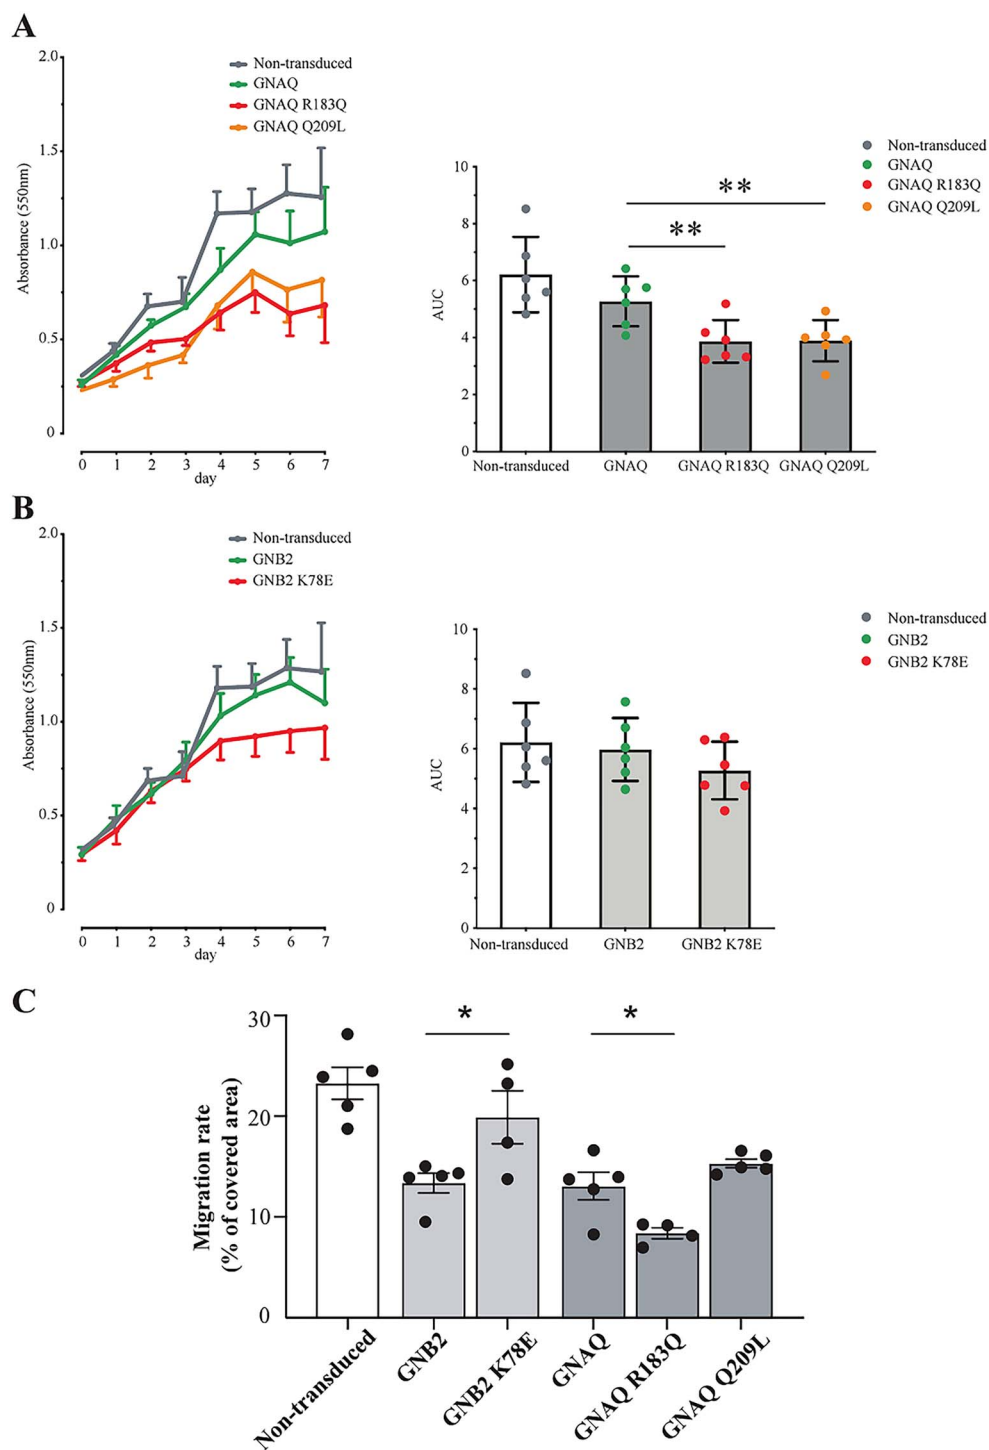 A
2.0
1.5
1.0
0.5
0
Absorbance (550nm)
0 1 2 3 4 5 6 7
day
Non-transduced
GNAQ
GNAQ R183Q
GNAQ Q209L
10
8
6
4
2
0
AUC
**
**
Non-transduced GNAQ GNAQ R183Q GNAQ Q209L
Non-transduced
GNAQ
GNAQ R183Q
GNAQ Q209L
B
2.0
1.5
1.0
0.5
0
Absorbance (550nm)
0 1 2 3 4 5 6 7
day
Non-transduced
GNB2
GNB2 K78E
10
8
6
4
2
0
AUC
Non-transduced GNB2 GNB2 K78E
Non-transduced
GNB2
GNB2 K78E
C
30
20
10
0
Migration rate
(% of covered area)
* *
Non-transduced
GNB2
GNB2 K78E
GNAQ
GNAQ R183Q
GNAQ Q209L